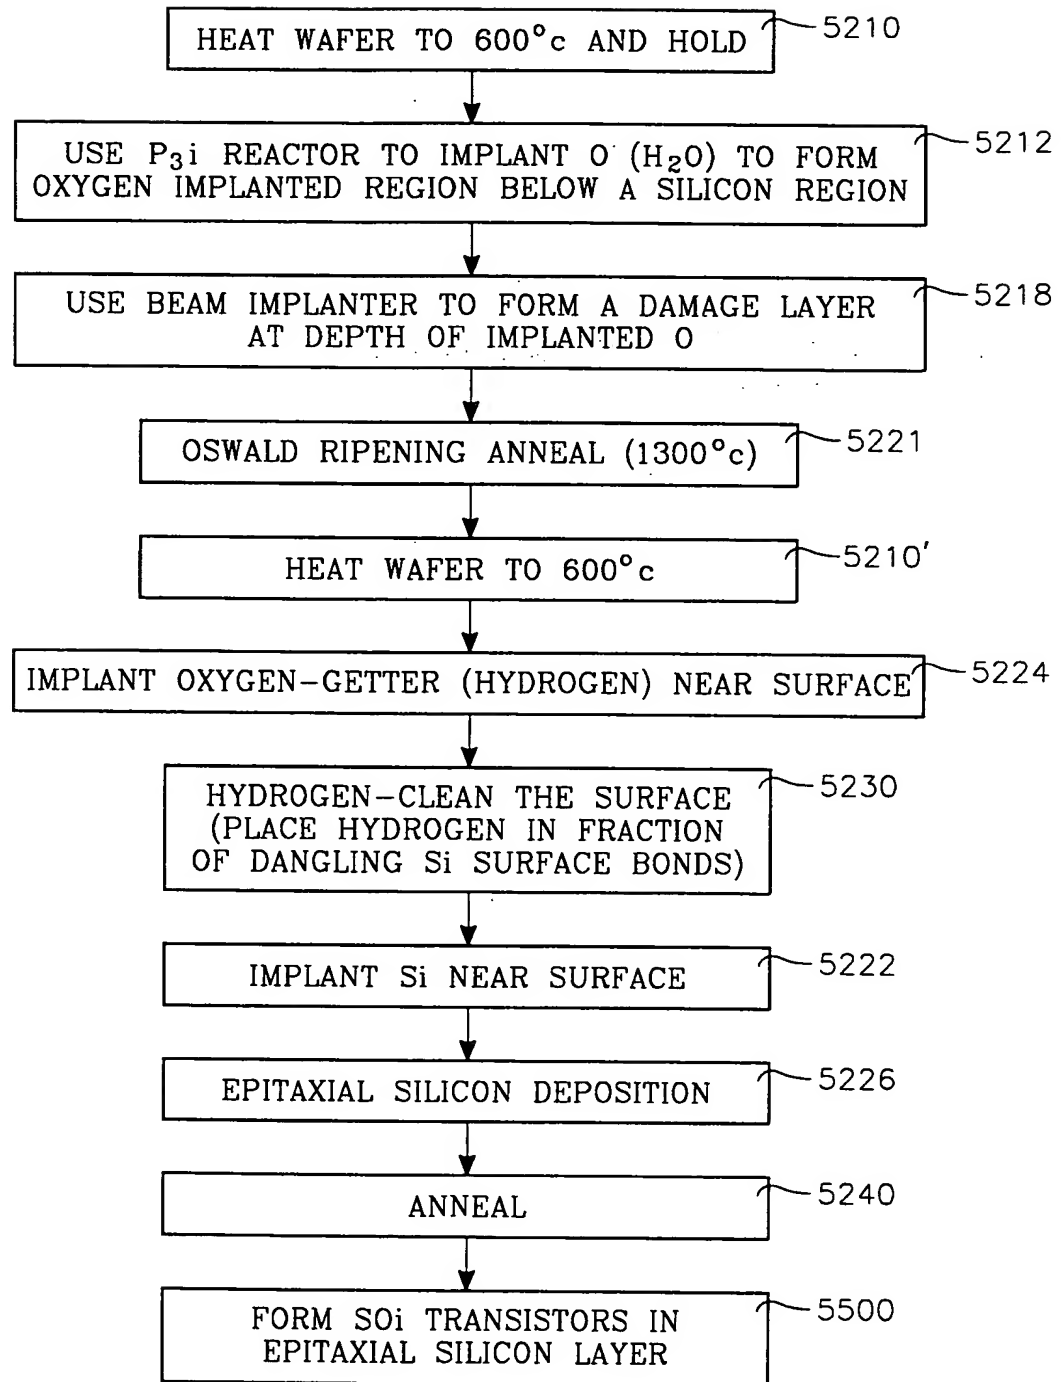 HEAT WAFER TO 600°c AND HOLD
5210
USE P₃i REACTOR TO IMPLANT O (H₂O) TO FORM
OXYGEN IMPLANTED REGION BELOW A SILICON REGION
5212
USE BEAM IMPLANTER TO FORM A DAMAGE LAYER
AT DEPTH OF IMPLANTED O
5218
OSWALD RIPENING ANNEAL (1300°c)
5221
HEAT WAFER TO 600°c
5210'
IMPLANT OXYGEN-GETTER (HYDROGEN) NEAR SURFACE
5224
HYDROGEN-CLEAN THE SURFACE
(PLACE HYDROGEN IN FRACTION
OF DANGLING Si SURFACE BONDS)
5230
IMPLANT Si NEAR SURFACE
5222
EPITAXIAL SILICON DEPOSITION
5226
ANNEAL
5240
FORM SOi TRANSISTORS IN
EPITAXIAL SILICON LAYER
5500